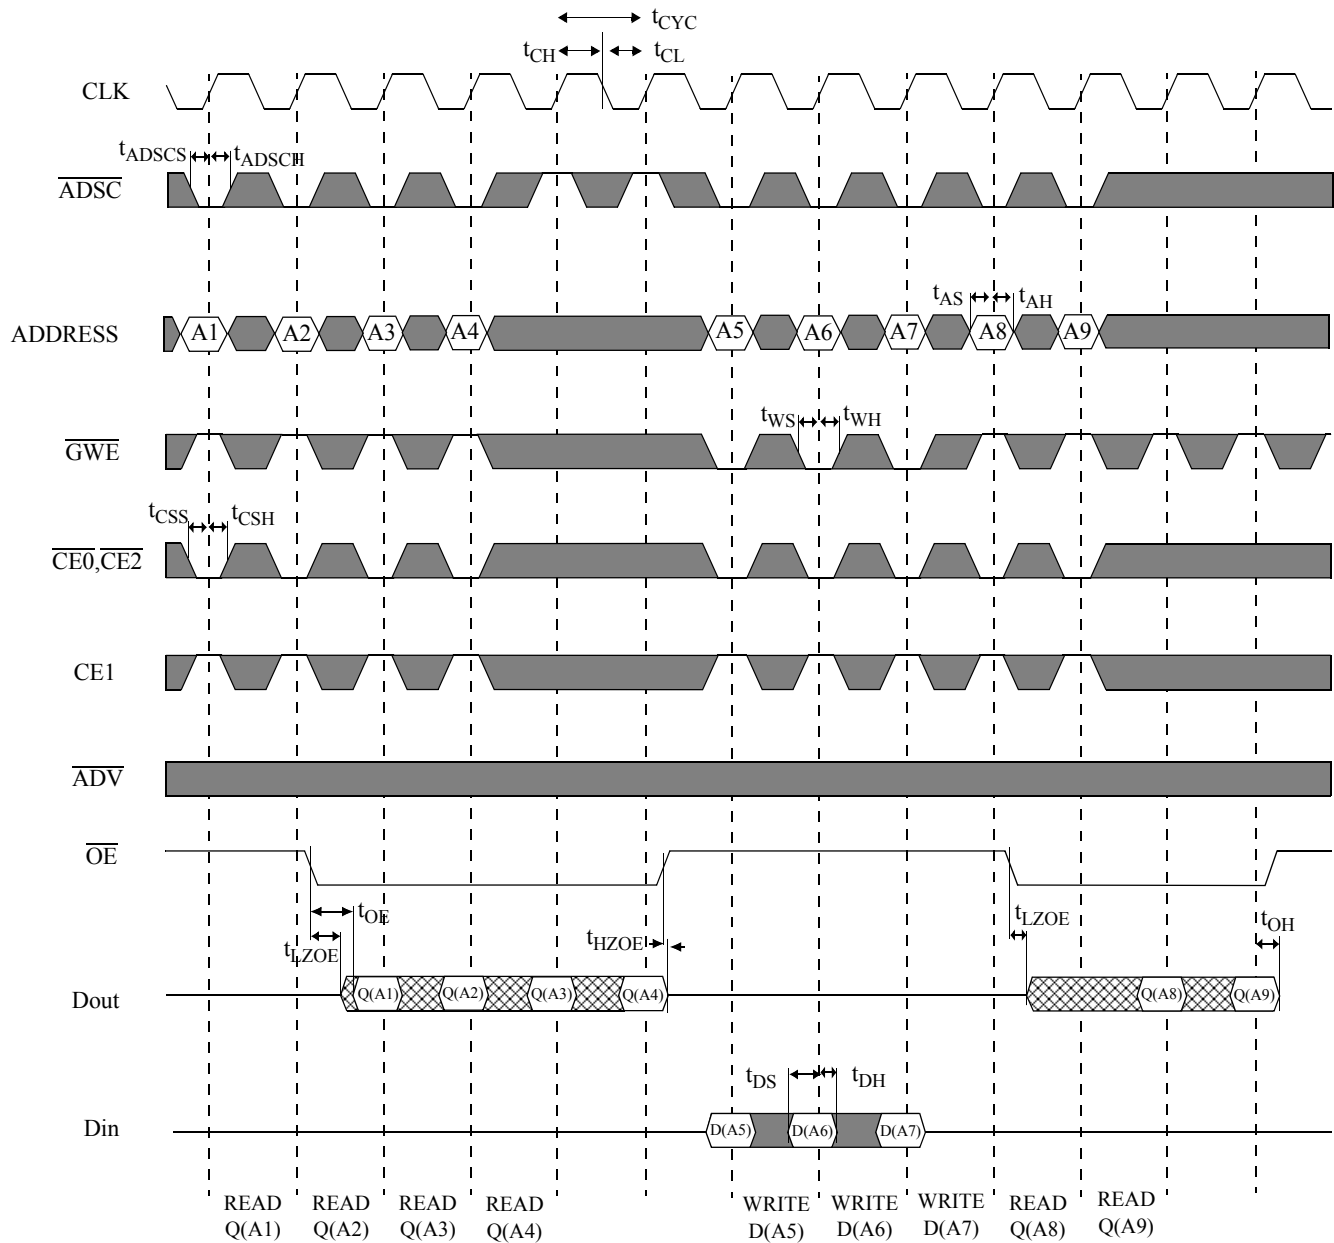 tCYC
tCH tCL
CLK
tADSCS tADSCH
ADSC
tAS tAH
ADDRESS A1 A2 A3 A4 A5 A6 A7 A8 A9
tWS tWH
GWE
tCSS tCSH
CE0,CE2
CE1
ADV
OE
tOE tLZOE
tLZOE tHZOE tOH
Dout Q(A1) Q(A2) Q(A3) Q(A4) Q(A8) Q(A9)
tDS tDH
Din D(A5) D(A6) D(A7)
READ READ READ READ WRITE WRITE WRITE READ READ
Q(A1) Q(A2) Q(A3) Q(A4) D(A5) D(A6) D(A7) Q(A8) Q(A9)